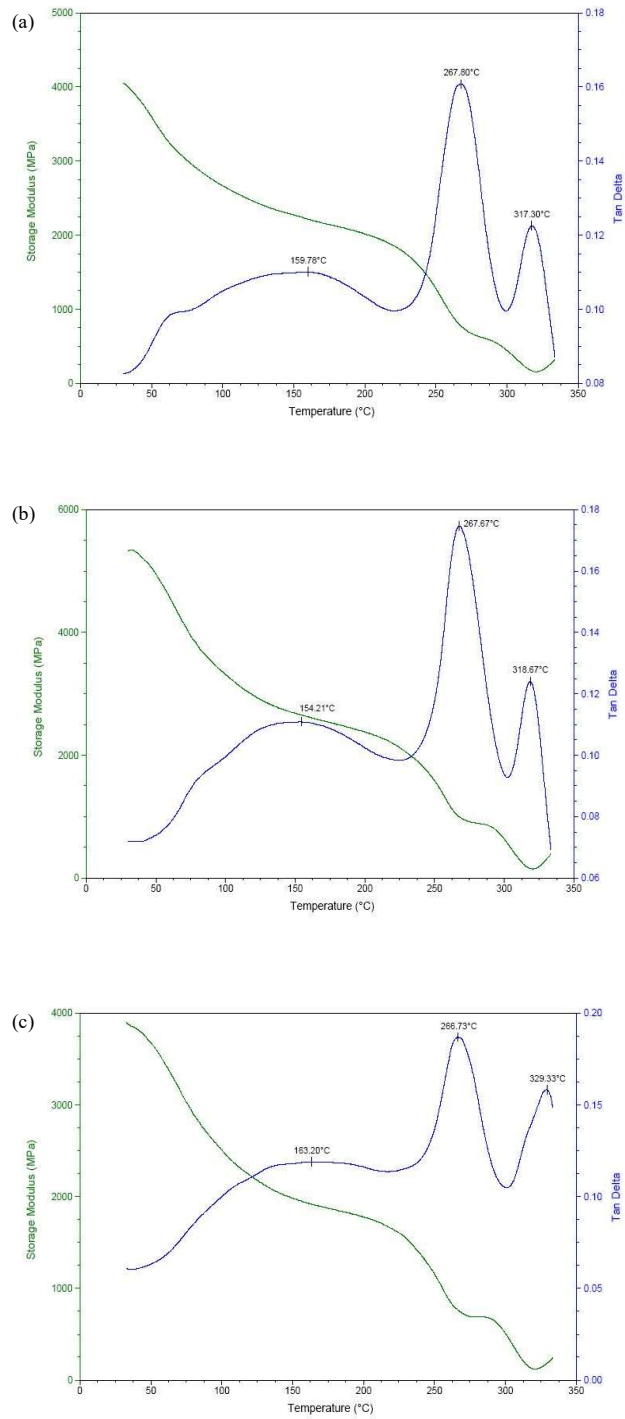 (a)
5000
4000
3000
2000
1000
0
Storage Modulus (MPa)
0.18
0.16
0.14
0.12
0.10
0.08
Tan Delta
267.80°C
317.30°C
159.78°C
0
50
100
150
200
250
300
350
Temperature (°C)
(b)
6000
4000
2000
0
Storage Modulus (MPa)
0.18
0.16
0.14
0.12
0.10
0.08
0.06
Tan Delta
267.67°C
318.67°C
154.21°C
0
50
100
150
200
250
300
350
Temperature (°C)
(c)
4000
3000
2000
1000
0
Storage Modulus (MPa)
0.20
0.15
0.10
0.05
0.00
Tan Delta
266.73°C
329.33°C
163.20°C
0
50
100
150
200
250
300
350
Temperature (°C)